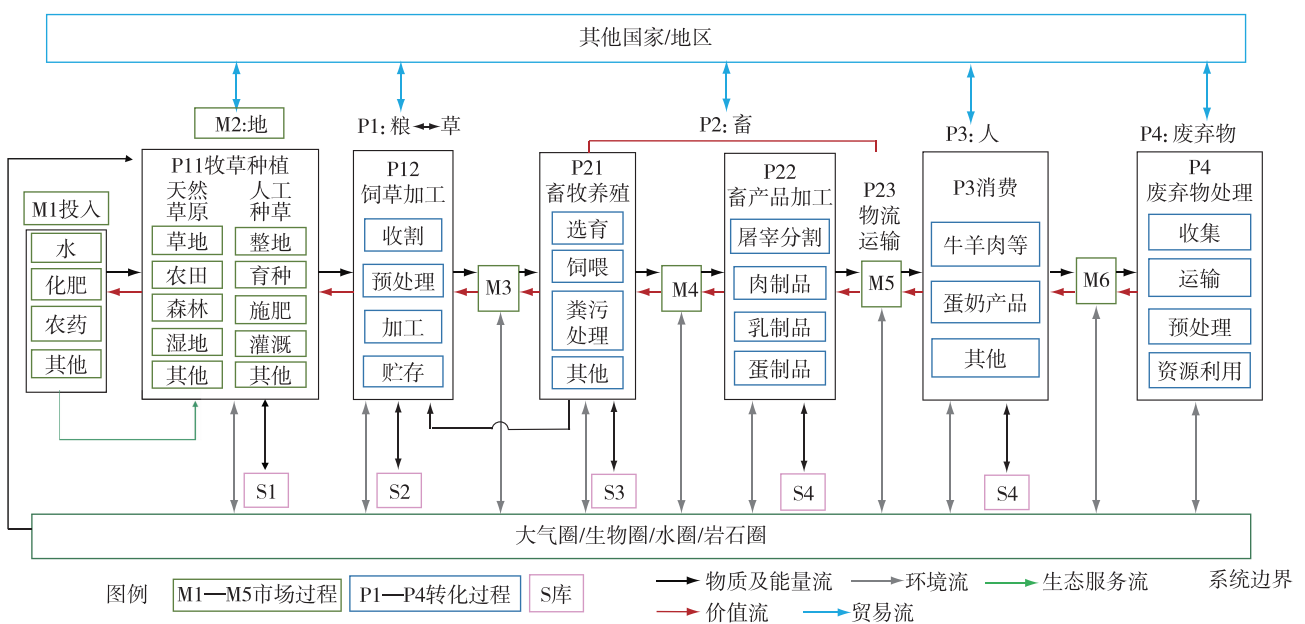 其他国家/地区
M2:地
P1:粮
草
P2:畜
P3:人
P4:废弃物
M1投入
水
化肥
农药
其他
P11牧草种植
天然
草原
草地
农田
森林
湿地
其他
人工
种草
整地
育种
施肥
灌溉
其他
P12
饲草加工
收割
预处理
加工
贮存
M3
P21
畜牧养殖
选育
饲喂
粪污
处理
其他
M4
P22
畜产品加工
屠宰分割
肉制品
乳制品
蛋制品
P23
物流
运输
M5
P3消费
牛羊肉等
蛋奶产品
其他
M6
P4
废弃物处理
收集
运输
预处理
资源利用
S1
S2
S3
S4
S4
大气圈/生物圈/水圈/岩石圈
图例
M1—M5市场过程
P1—P4转化过程
S库
物质及能量流
环境流
生态服务流
系统边界
价值流
贸易流